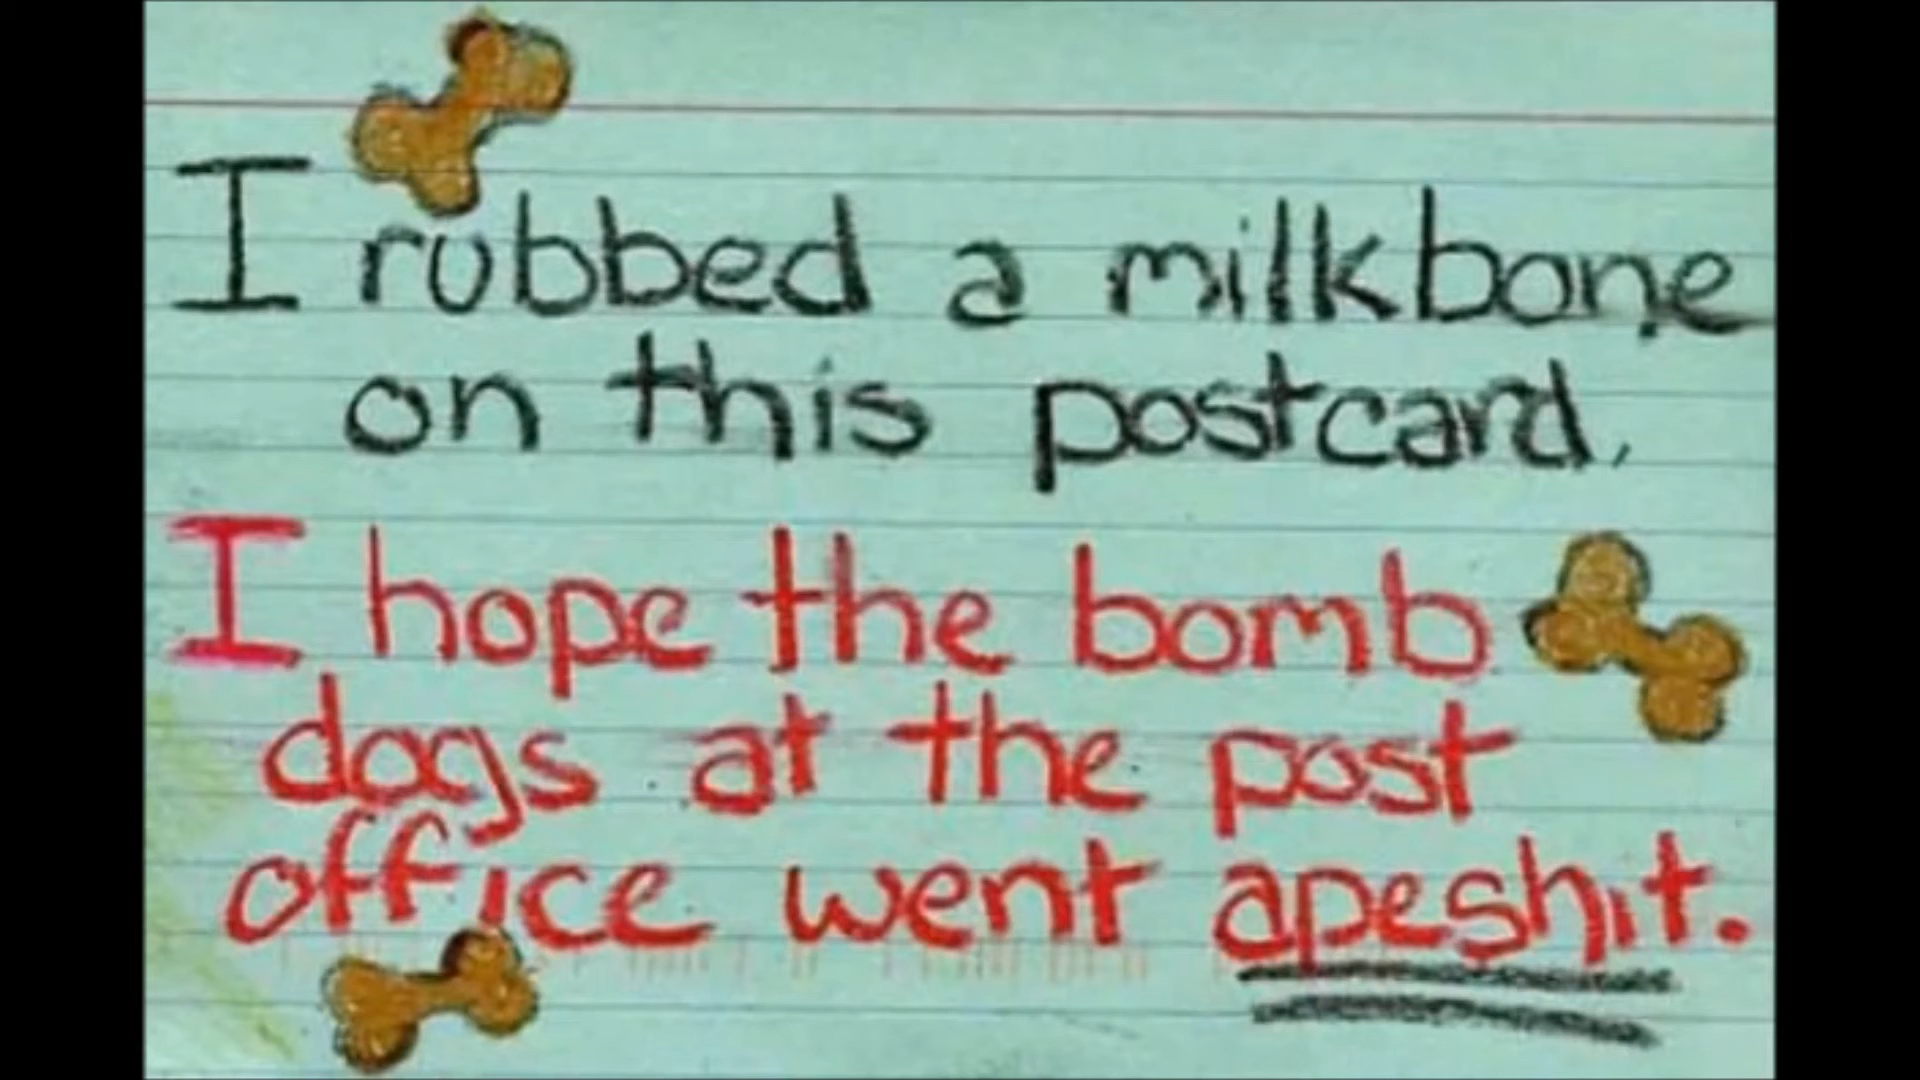 I rubbed a milkbone
on this postcard.
I hope the bomb
dogs at the post
office went apeshit.